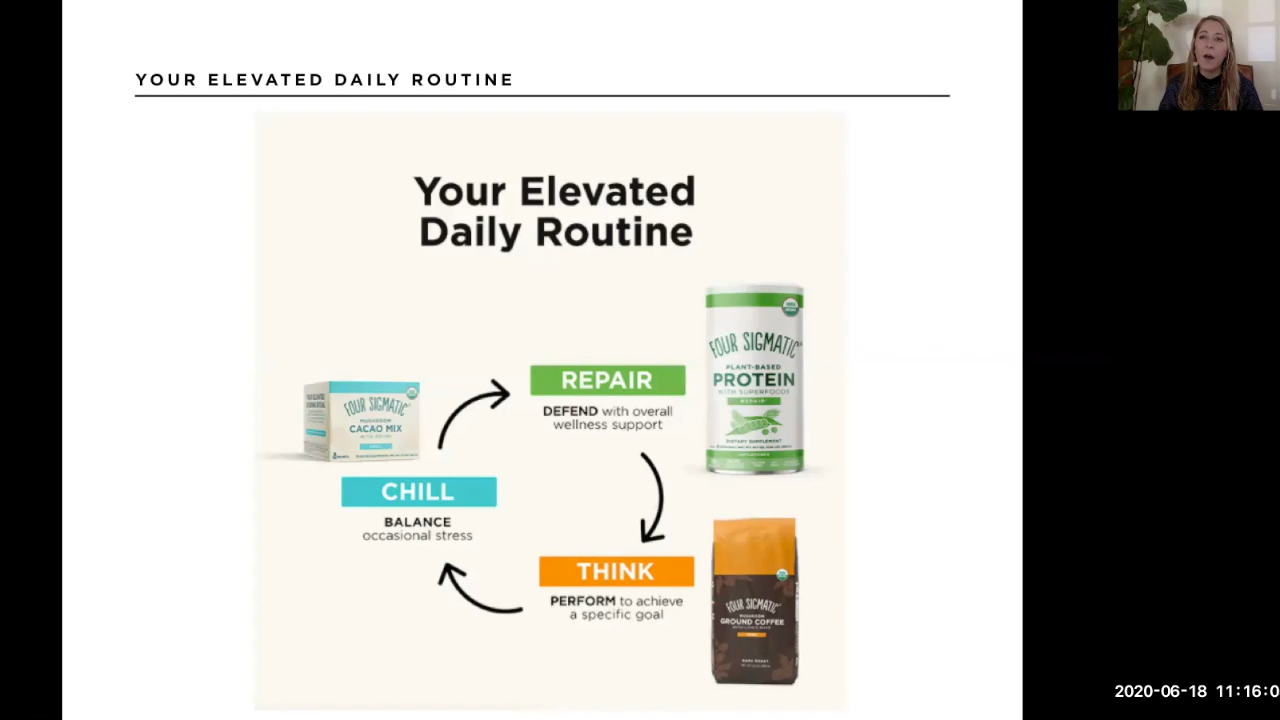 YOUR ELEVATED DAILY ROUTINE
Your Elevated
Daily Routine
REPAIR
DEFEND with overall
wellness support
FOUR SIGMATIC
PLANT-BASED
PROTEIN
WITH SUPERFOODS
REPAIR
DIETARY SUPPLEMENT
FOUR SIGMATIC
MUSHROOM
CACAO MIX
WITH REISHI
CHILL
BALANCE
occasional stress
THINK
PERFORM to achieve
a specific goal
FOUR SIGMATIC
MUSHROOM
GROUND COFFEE
DARK ROAST
2020-06-18 11:16:0